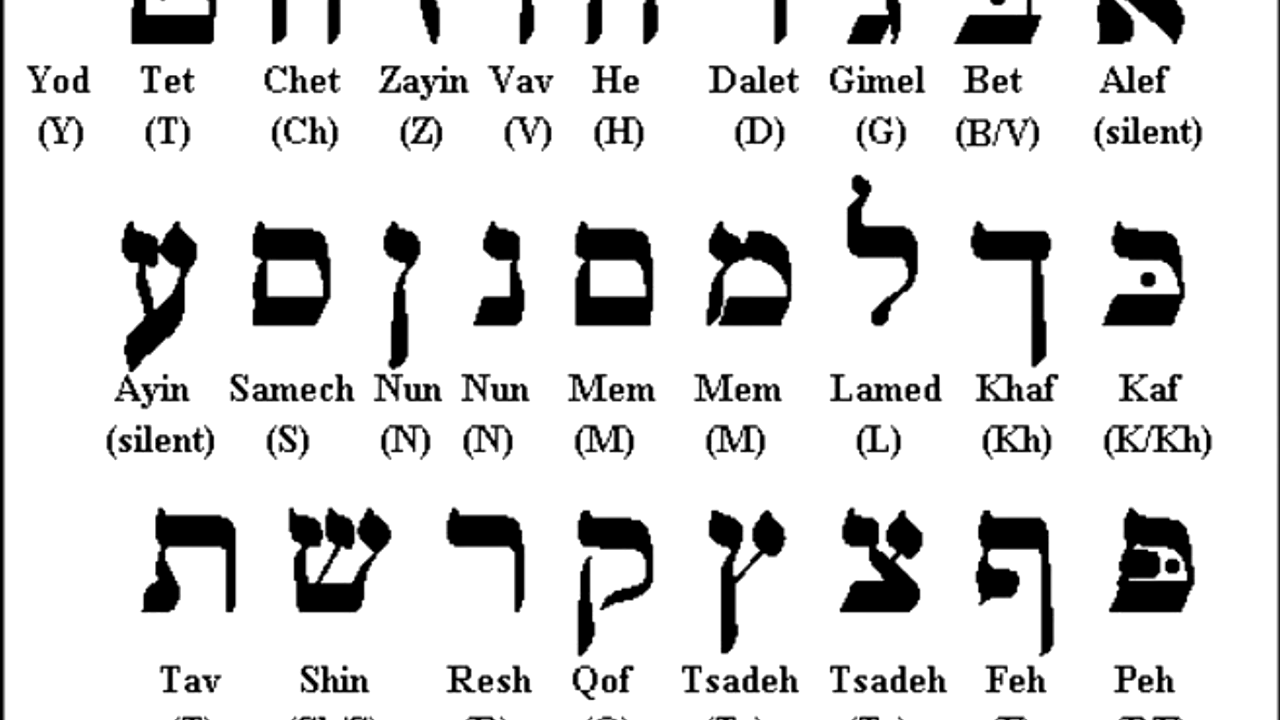 ט ח ז ו ה ד ג בּ א
Yod Tet Chet Zayin Vav He Dalet Gimel Bet Alef
(Y) (T) (Ch) (Z) (V) (H) (D) (G) (B/V) (silent)
ע ס ן נ ם מ ל ך כּ
Ayin Samech Nun Nun Mem Mem Lamed Khaf Kaf
(silent) (S) (N) (N) (M) (M) (L) (Kh) (K/Kh)
ת ש ר ק ץ צ ף פּ
Tav Shin Resh Qof Tsadeh Tsadeh Feh Peh